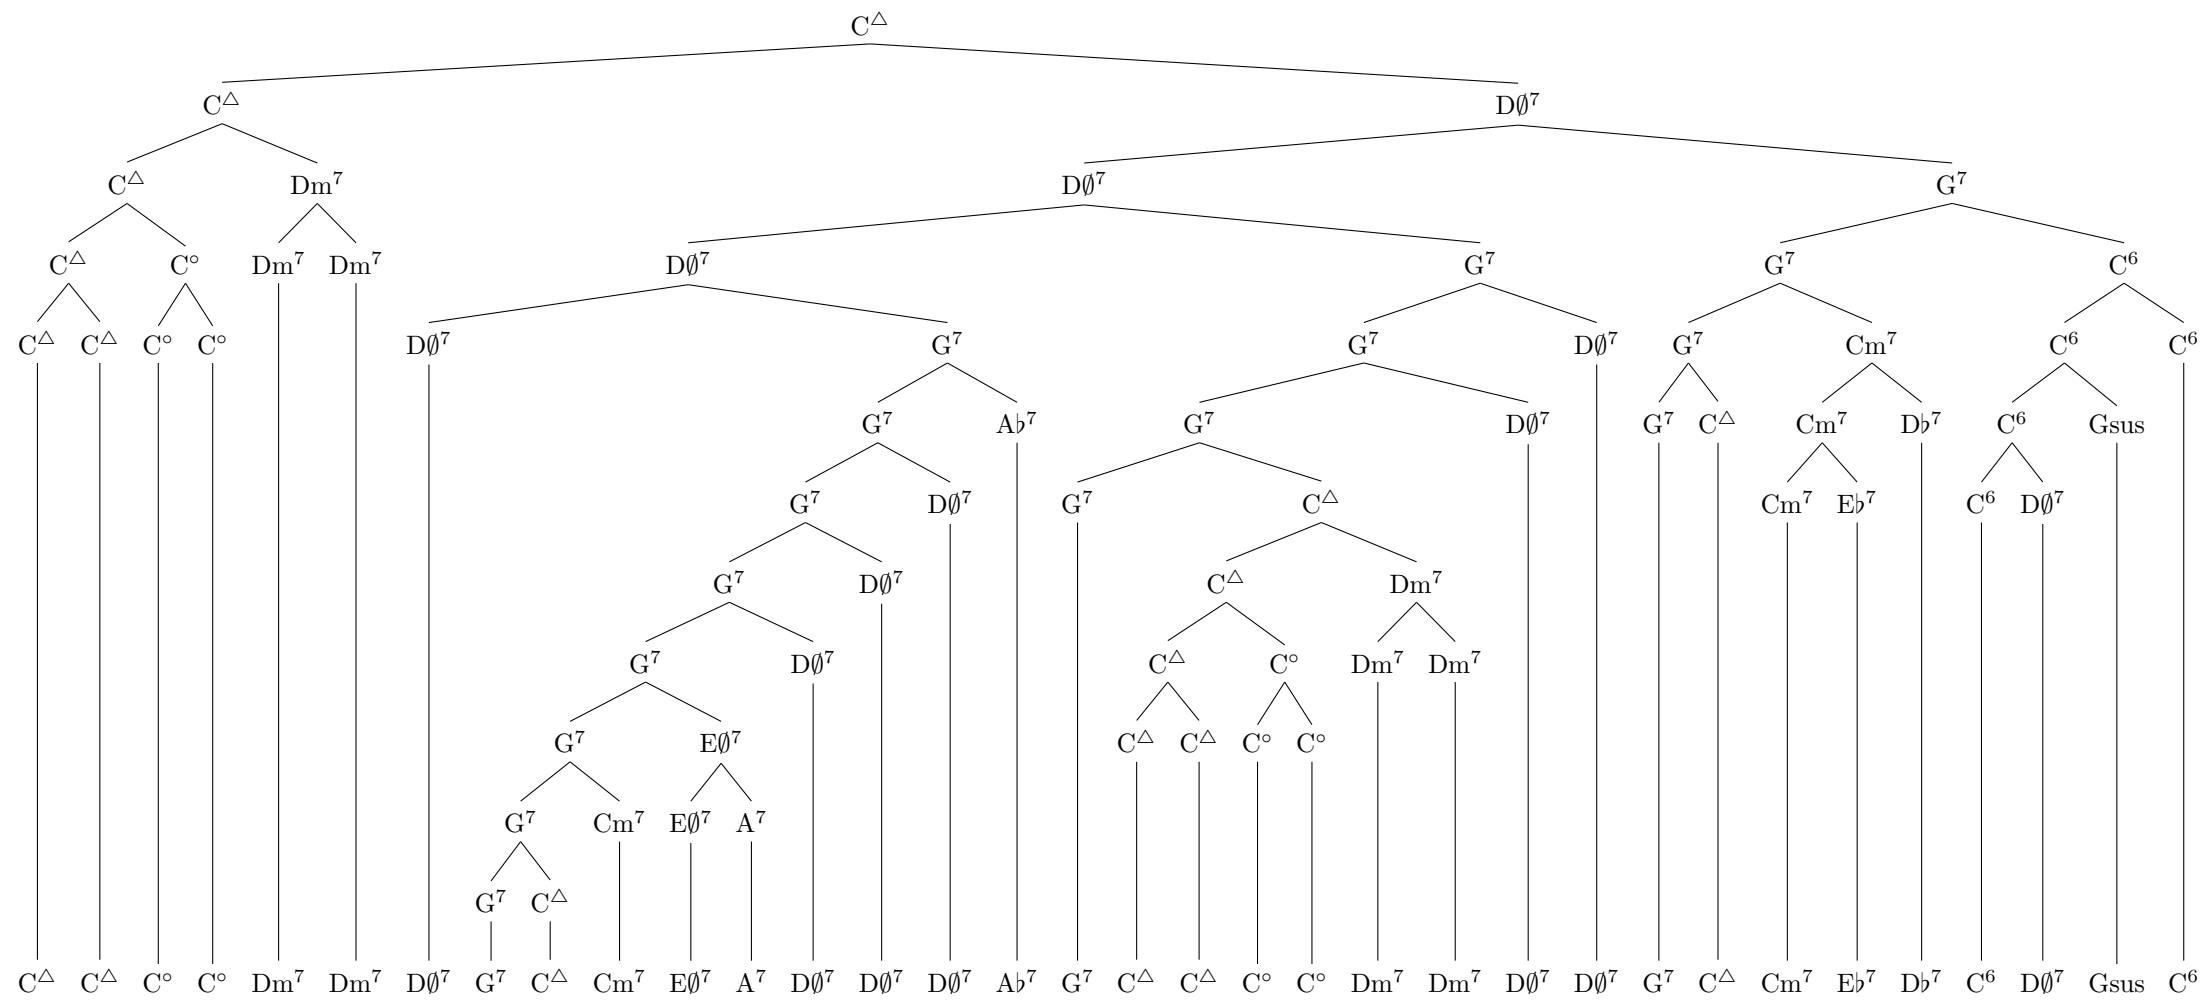 C△
C△ DØ⁷
C△ Dm⁷ DØ⁷ G⁷
C△ C° Dm⁷ Dm⁷ DØ⁷ G⁷ G⁷ C⁶
C△ C△ C° C° DØ⁷ G⁷ G⁷ DØ⁷ G⁷ Cm⁷ C⁶ C⁶
G⁷ A♭⁷ G⁷ DØ⁷ G⁷ C△ Cm⁷ D♭⁷ C⁶ Gsus
G⁷ DØ⁷ G⁷ C△ Cm⁷ E♭⁷ C⁶ DØ⁷
G⁷ DØ⁷ C△ Dm⁷
G⁷ DØ⁷ C△ C° Dm⁷ Dm⁷
G⁷ EØ⁷ C△ C△ C° C°
G⁷ Cm⁷ EØ⁷ A⁷
G⁷ C△
C△ C△ C° C° Dm⁷ Dm⁷ DØ⁷ G⁷ C△ Cm⁷ EØ⁷ A⁷ DØ⁷ DØ⁷ DØ⁷ A♭⁷ G⁷ C△ C△ C° C° Dm⁷ Dm⁷ DØ⁷ DØ⁷ G⁷ C△ Cm⁷ E♭⁷ D♭⁷ C⁶ DØ⁷ Gsus C⁶